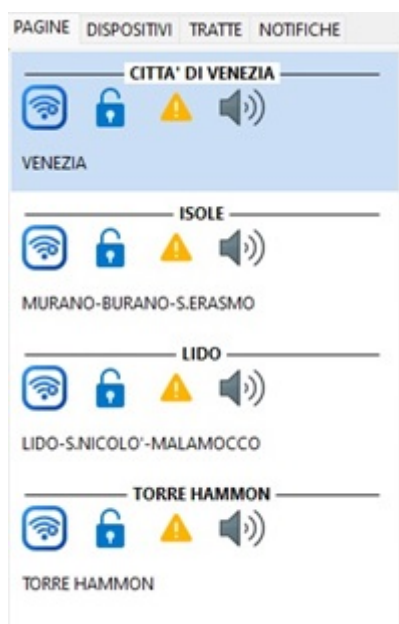 PAGINE DISPOSITIVI TRATTE NOTIFICHE
CITTA' DI VENEZIA
VENEZIA
ISOLE
MURANO-BURANO-S.ERASMO
LIDO
LIDO-S.NICOLO'-MALAMOCCO
TORRE HAMMON
TORRE HAMMON